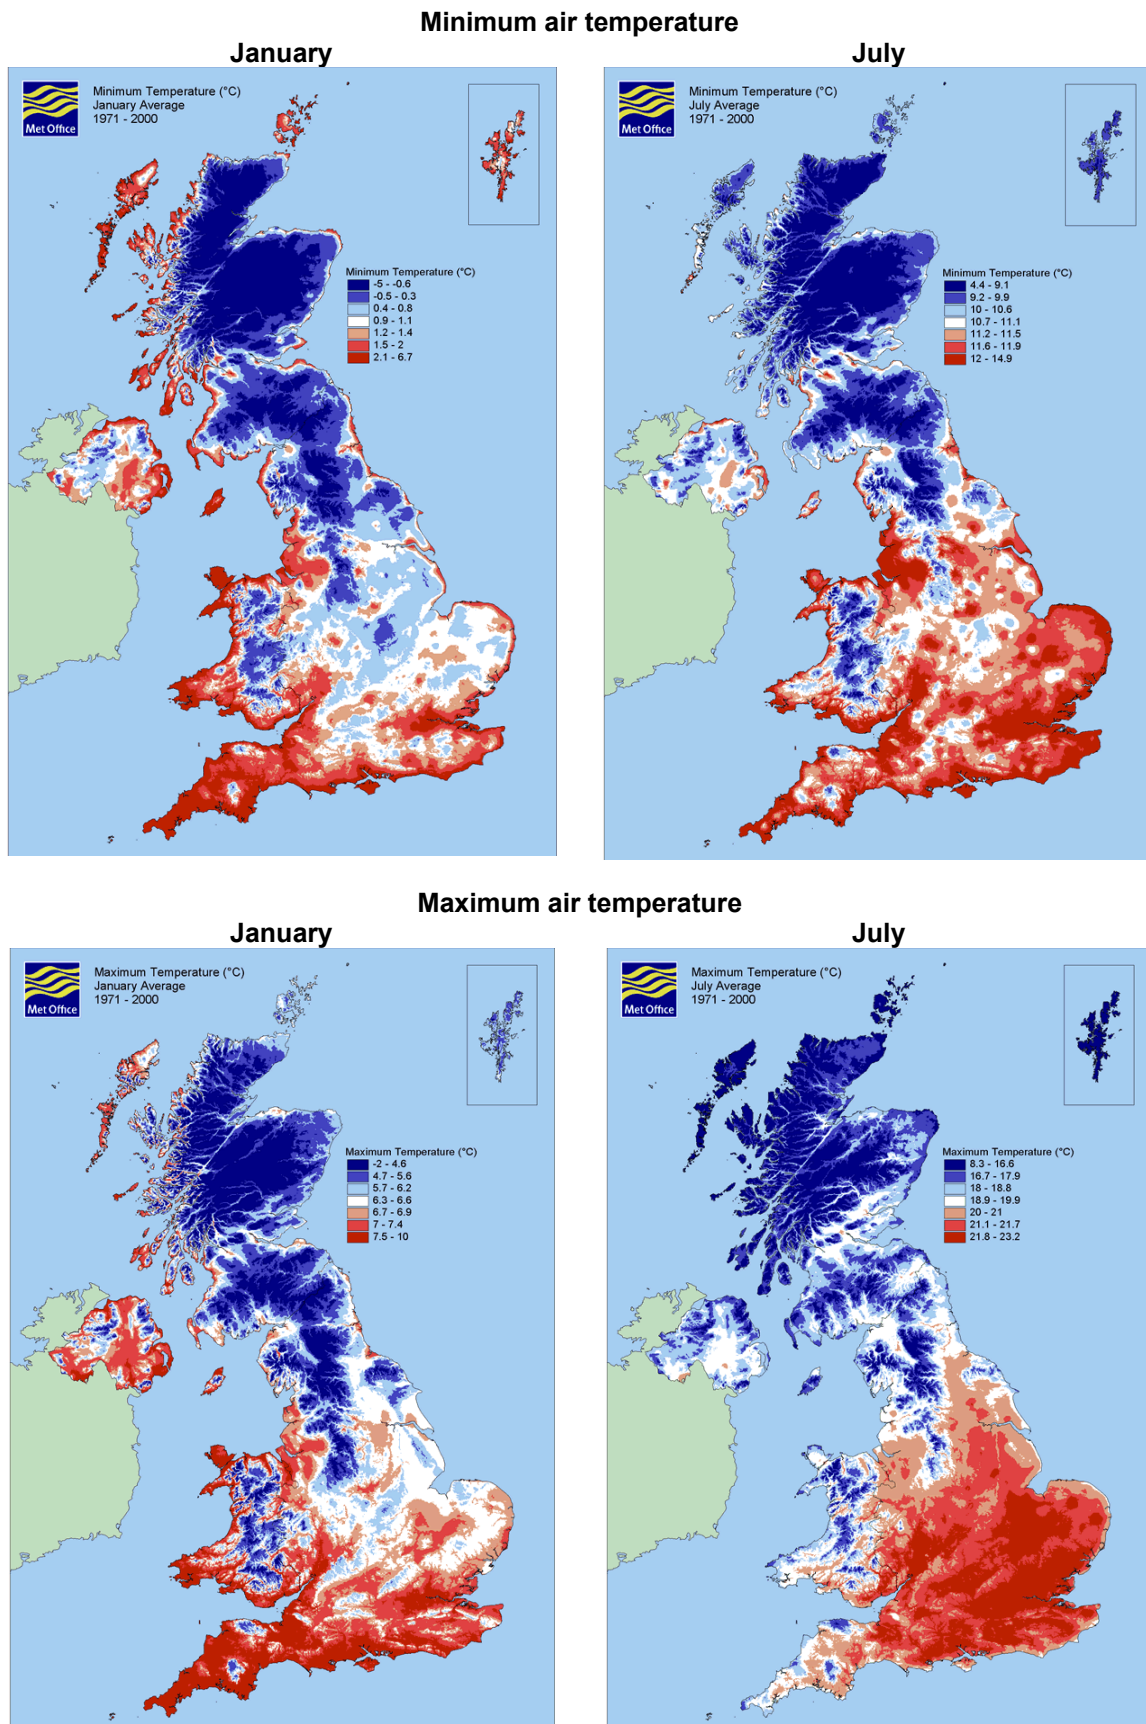 Minimum air temperature
January
July
Met Office
Minimum Temperature (°C)
January Average
1971 - 2000
Minimum Temperature (°C)
-5 - -0.6
-0.5 - 0.3
0.4 - 0.8
0.9 - 1.1
1.2 - 1.4
1.5 - 2
2.1 - 6.7
Met Office
Minimum Temperature (°C)
July Average
1971 - 2000
Minimum Temperature (°C)
4.4 - 9.1
9.2 - 9.9
10 - 10.6
10.7 - 11.1
11.2 - 11.5
11.6 - 11.9
12 - 14.9
Maximum air temperature
January
July
Met Office
Maximum Temperature (°C)
January Average
1971 - 2000
Maximum Temperature (°C)
-2 - 4.6
4.7 - 5.6
5.7 - 6.2
6.3 - 6.6
6.7 - 6.9
7 - 7.4
7.5 - 10
Met Office
Maximum Temperature (°C)
July Average
1971 - 2000
Maximum Temperature (°C)
8.3 - 16.6
16.7 - 17.9
18 - 18.8
18.9 - 19.9
20 - 21
21.1 - 21.7
21.8 - 23.2